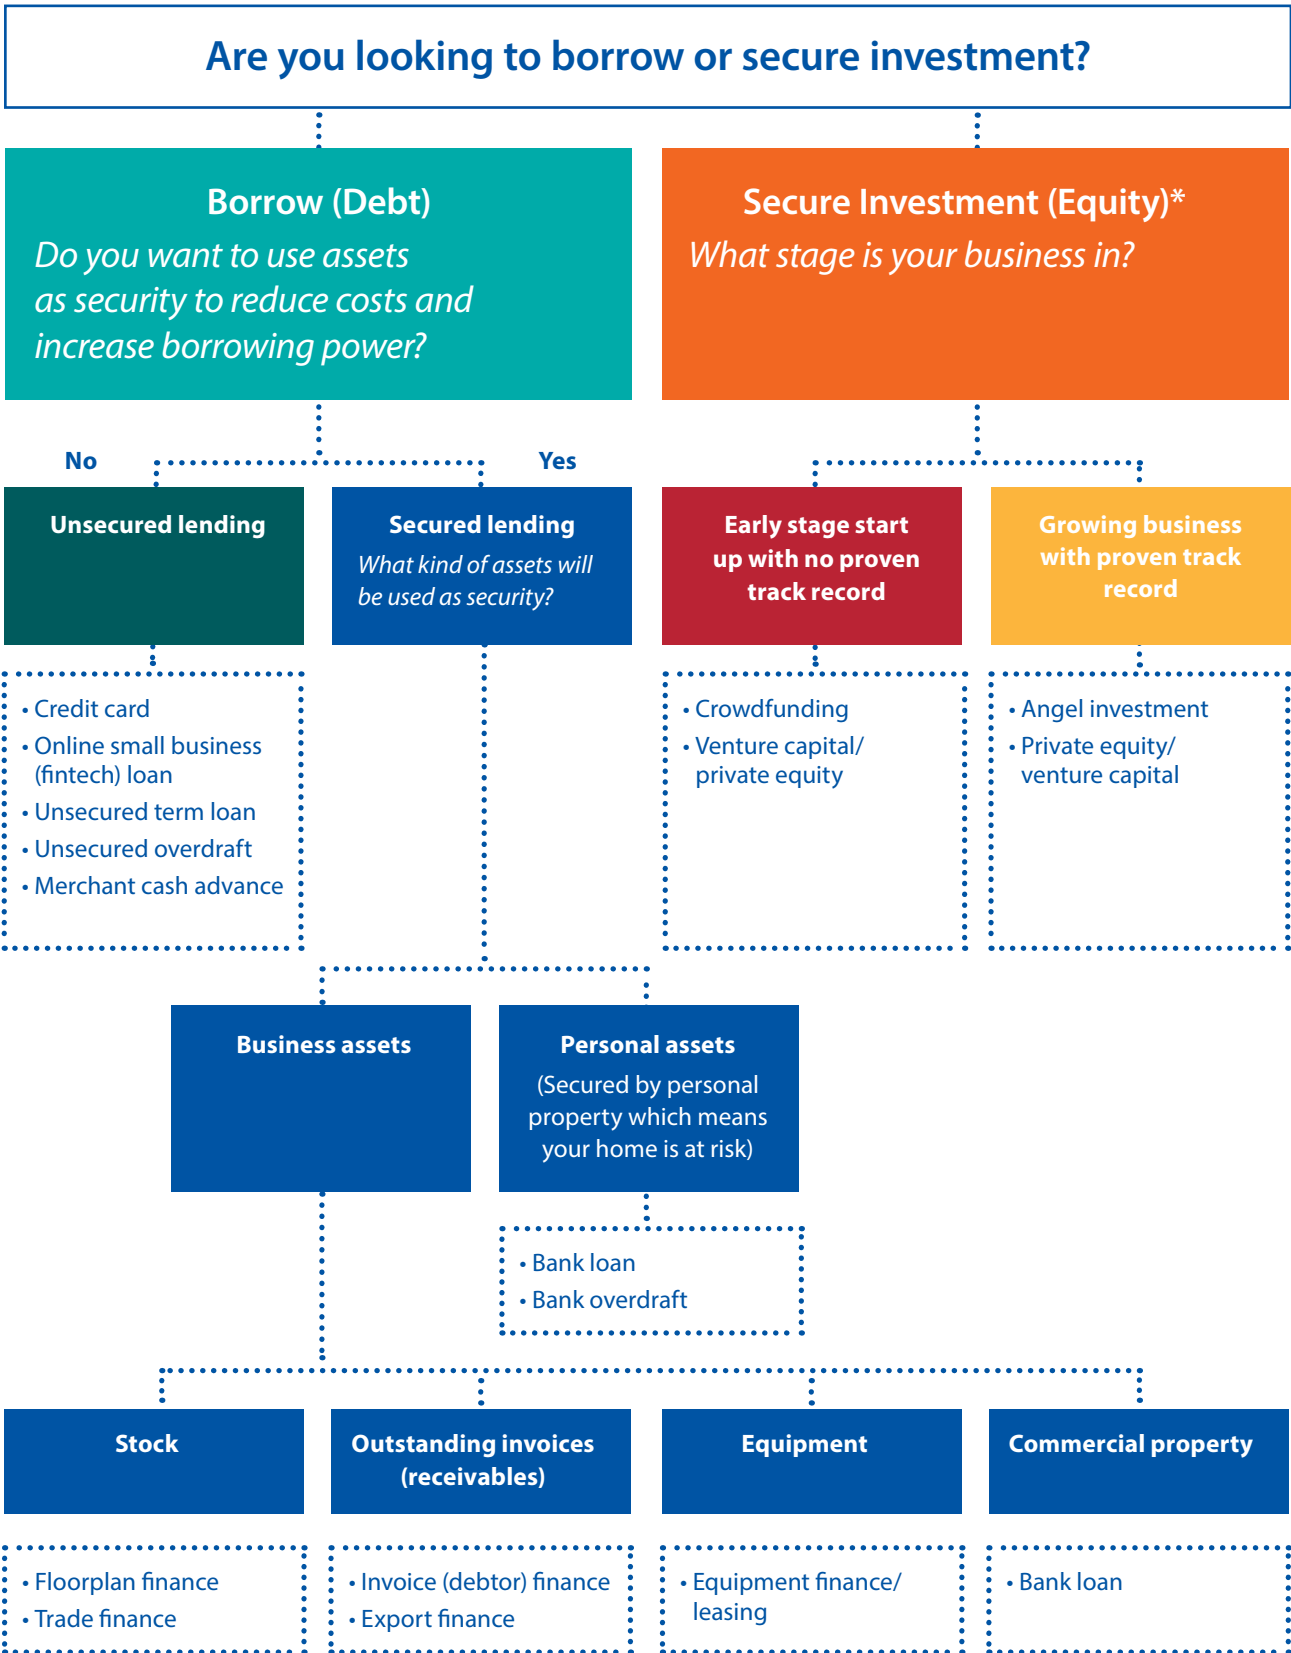 Are you looking to borrow or secure investment?
Borrow (Debt)
Do you want to use assets
as security to reduce costs and
increase borrowing power?
Secure Investment (Equity)*
What stage is your business in?
No
Yes
Unsecured lending
Secured lending
What kind of assets will
be used as security?
Early stage start
up with no proven
track record
Growing business
with proven track
record
• Credit card
• Online small business
(fintech) loan
• Unsecured term loan
• Unsecured overdraft
• Merchant cash advance
• Crowdfunding
• Venture capital/
private equity
• Angel investment
• Private equity/
venture capital
Business assets
Personal assets
(Secured by personal
property which means
your home is at risk)
• Bank loan
• Bank overdraft
Stock
Outstanding invoices
(receivables)
Equipment
Commercial property
• Floorplan finance
• Trade finance
• Invoice (debtor) finance
• Export finance
• Equipment finance/
leasing
• Bank loan